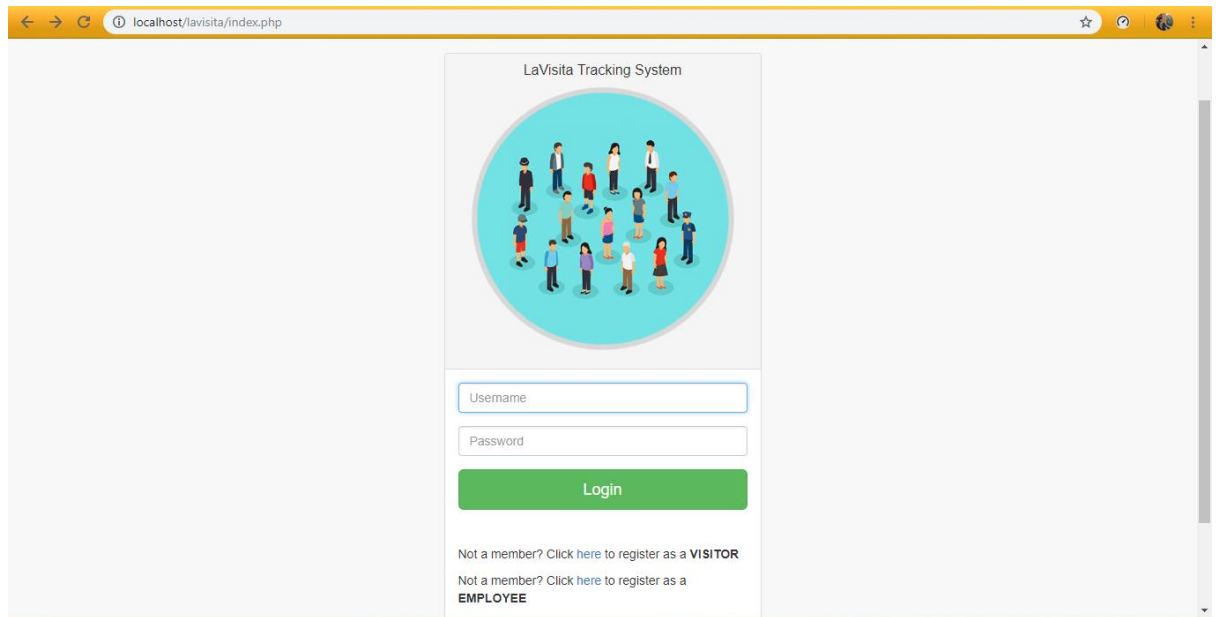 localhost/lavisita/index.php
LaVisita Tracking System
Username
Password
Login
Not a member? Click here to register as a VISITOR
Not a member? Click here to register as a
EMPLOYEE